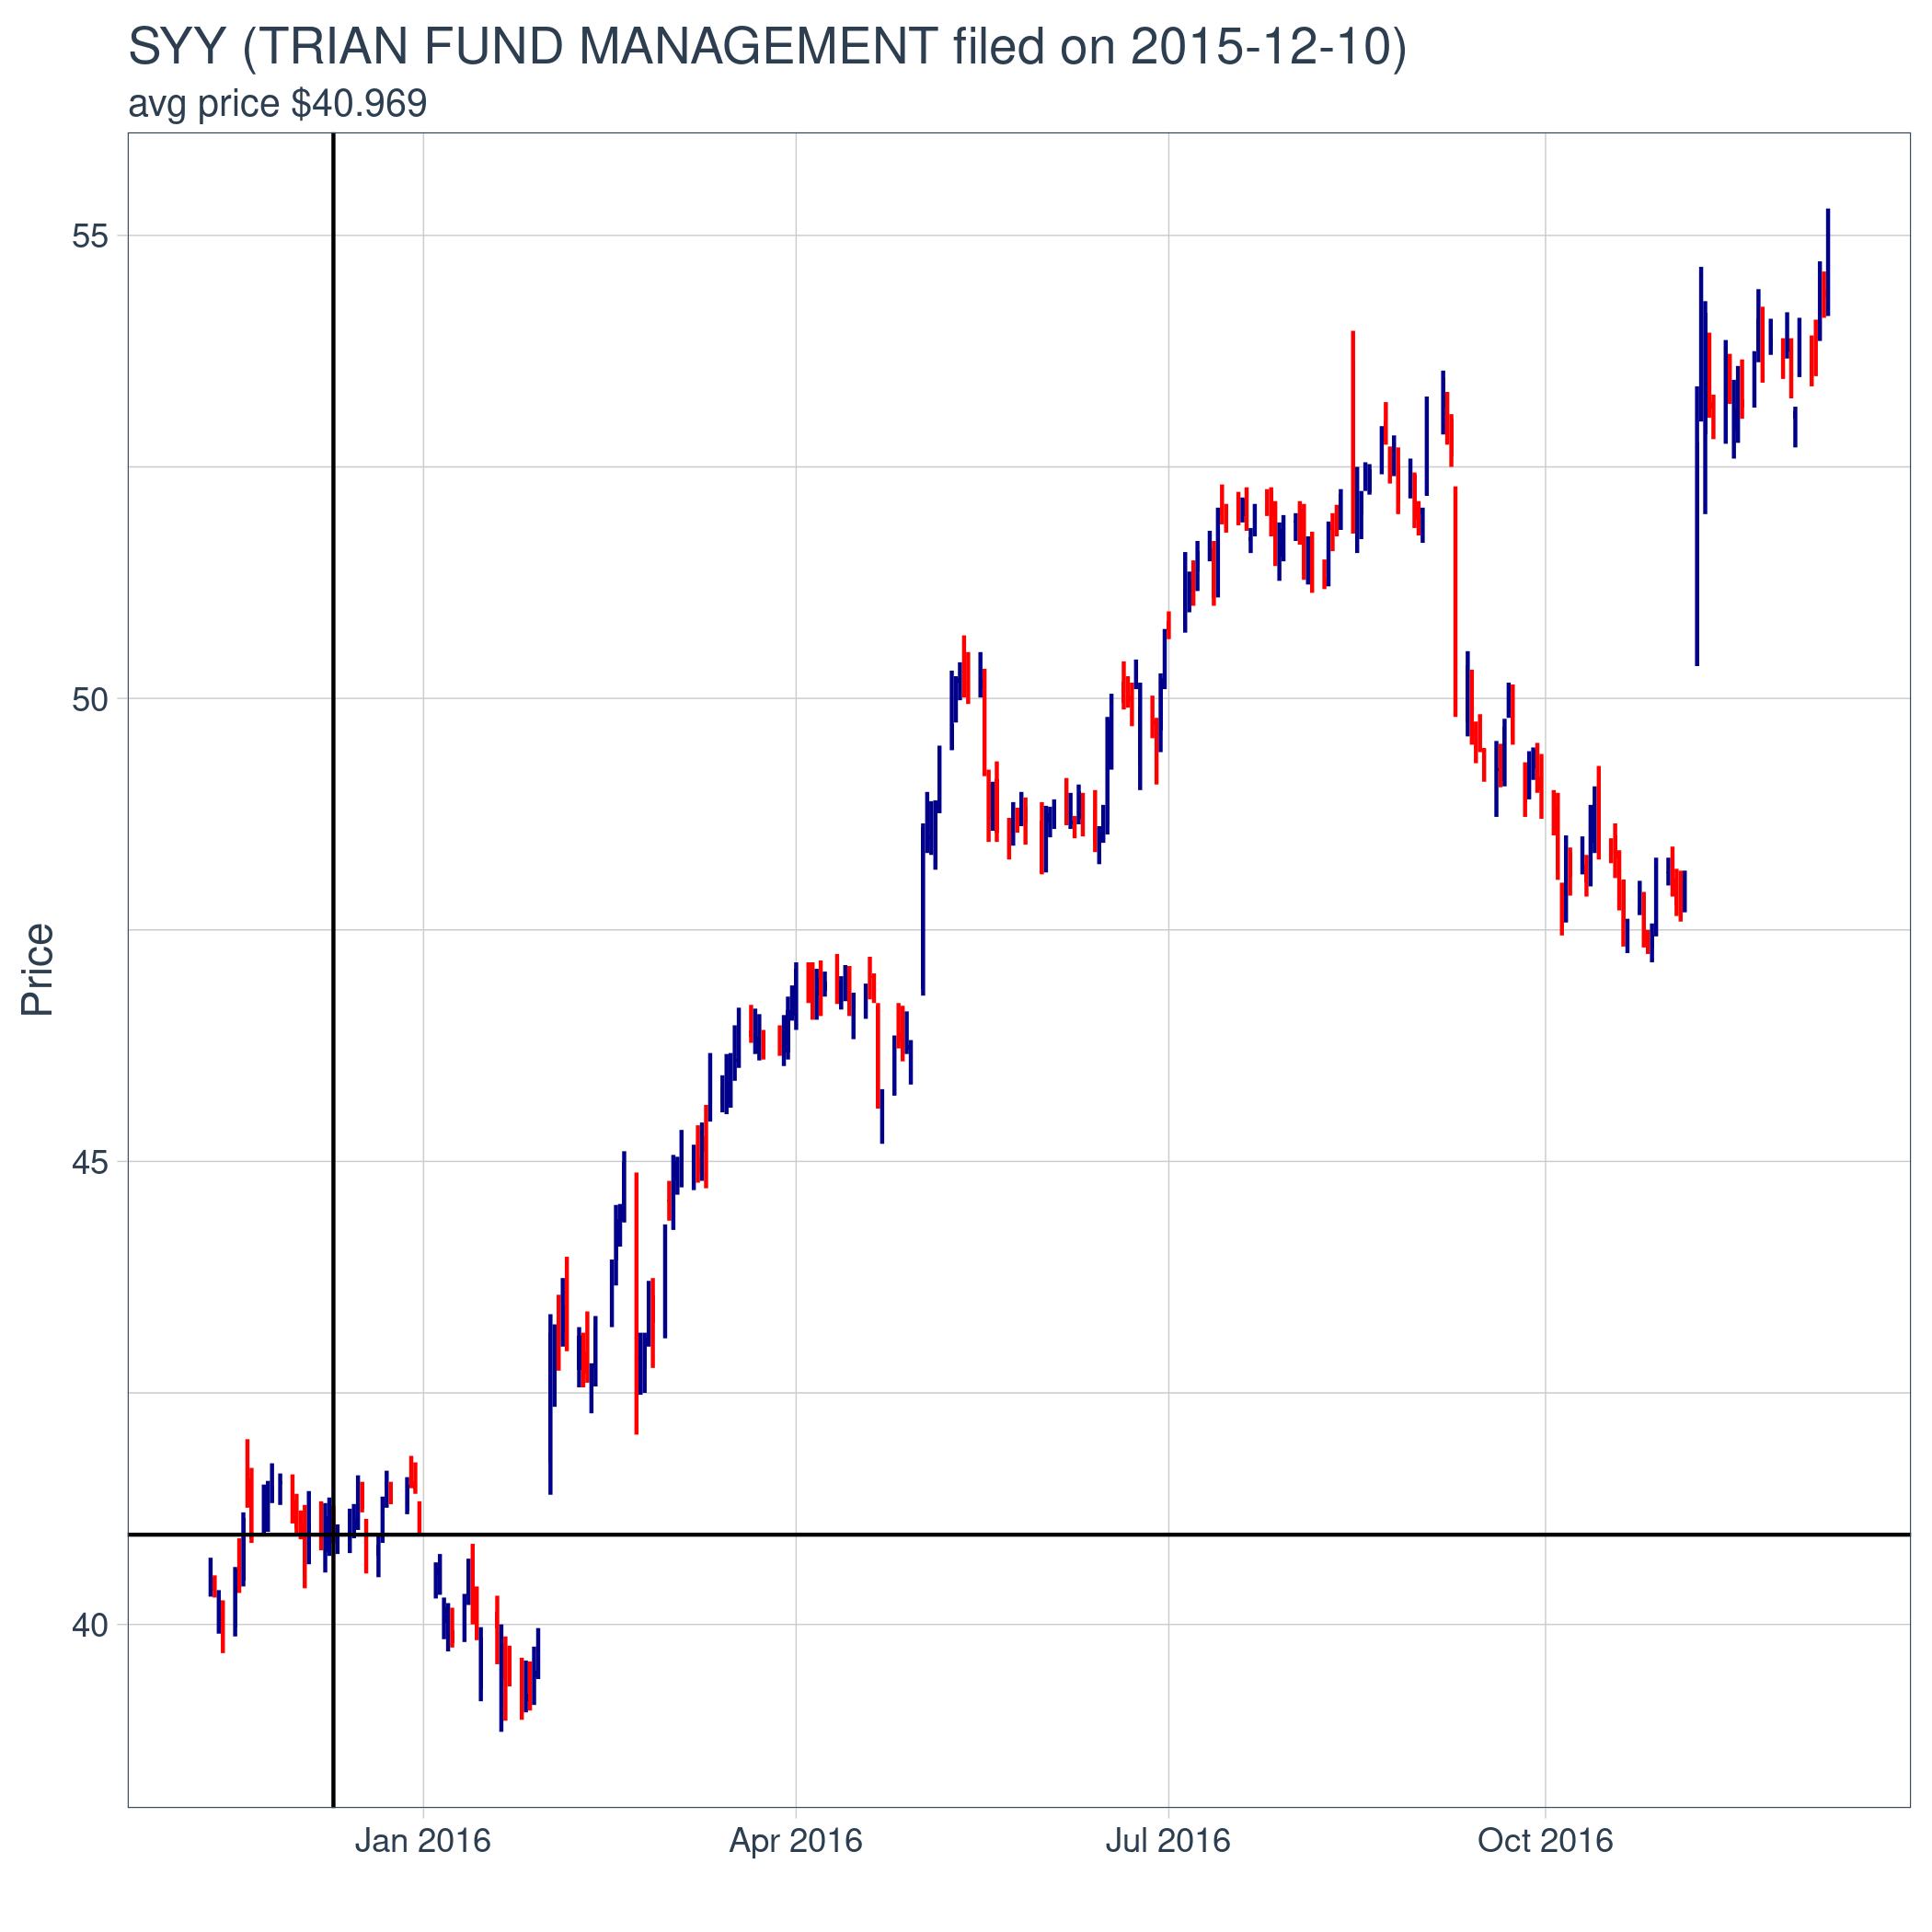 SYY (TRIAN FUND MANAGEMENT filed on 2015-12-10)
avg price $40.969
Price
55
50
45
40
Jan 2016
Apr 2016
Jul 2016
Oct 2016